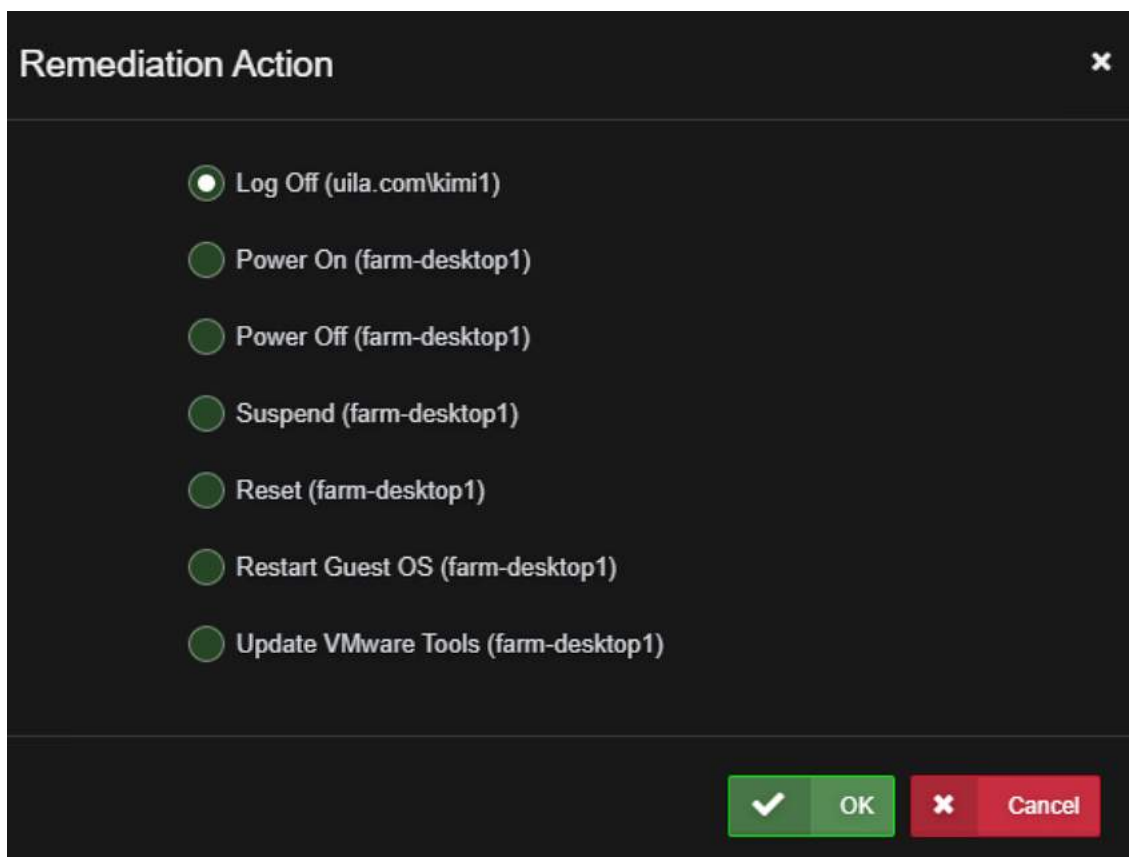 Remediation Action
Log Off (uila.com\kimi1)
Power On (farm-desktop1)
Power Off (farm-desktop1)
Suspend (farm-desktop1)
Reset (farm-desktop1)
Restart Guest OS (farm-desktop1)
Update VMware Tools (farm-desktop1)
OK Cancel